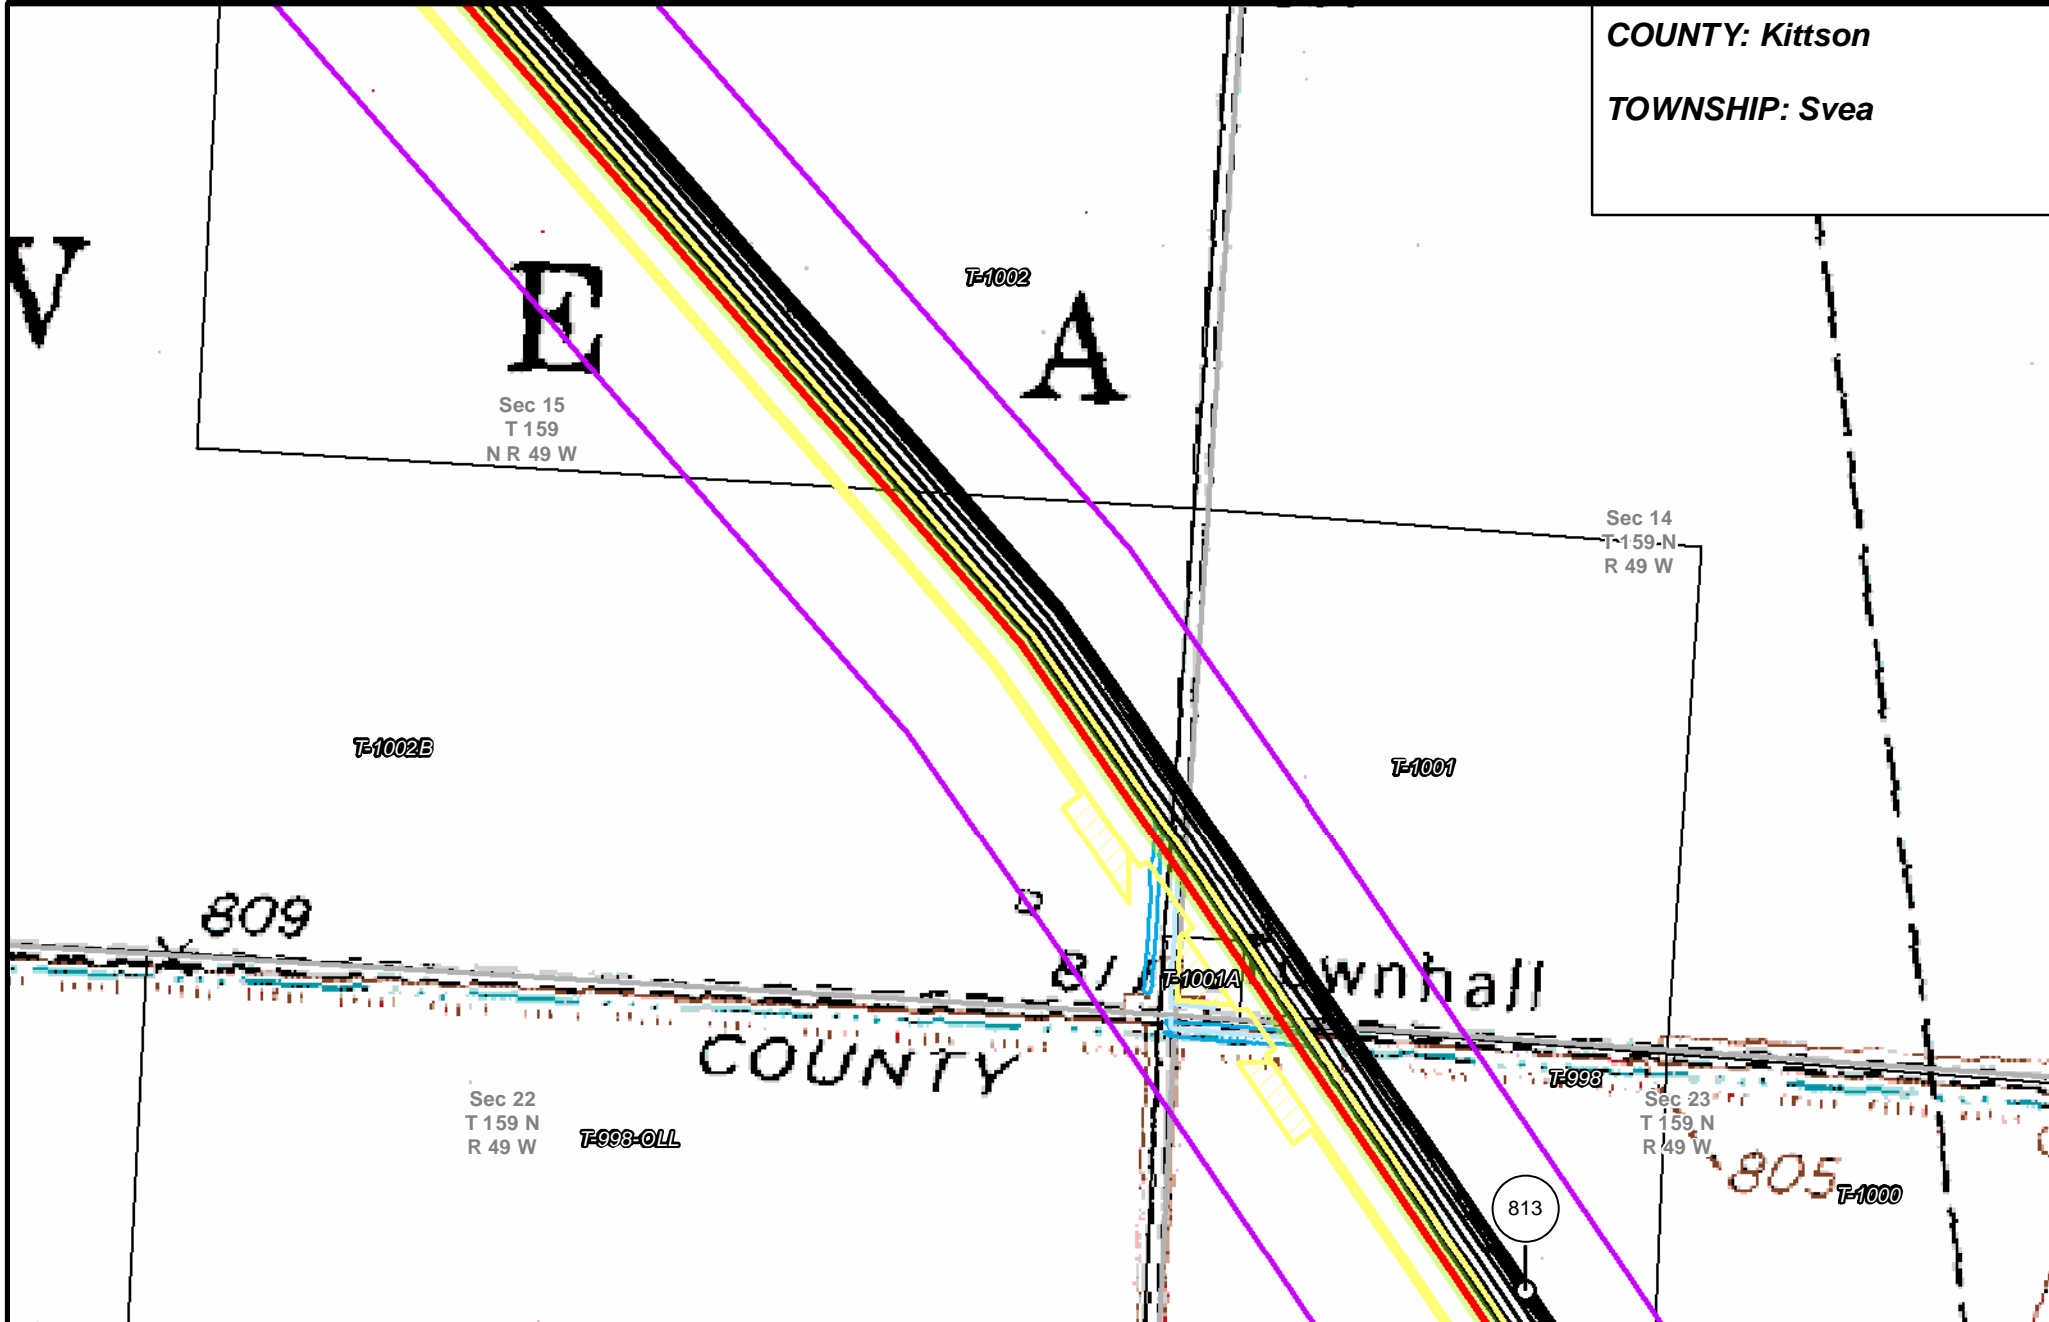 COUNTY: Kittson
TOWNSHIP: Svea
V E A
T-1002
Sec 15
T 159
N R 49 W
Sec 14
T 159 N
R 49 W
T-1002B
T-1001
809
T-1001A
COUNTY
T-998
Sec 22
T 159 N
R 49 W
T-998-OLL
Sec 23
T 159 N
R 49 W
805
T-1000
813